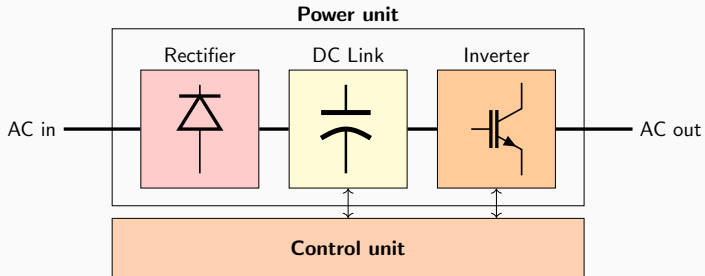 Power unit
Rectifier
DC Link
Inverter
AC in
AC out
Control unit